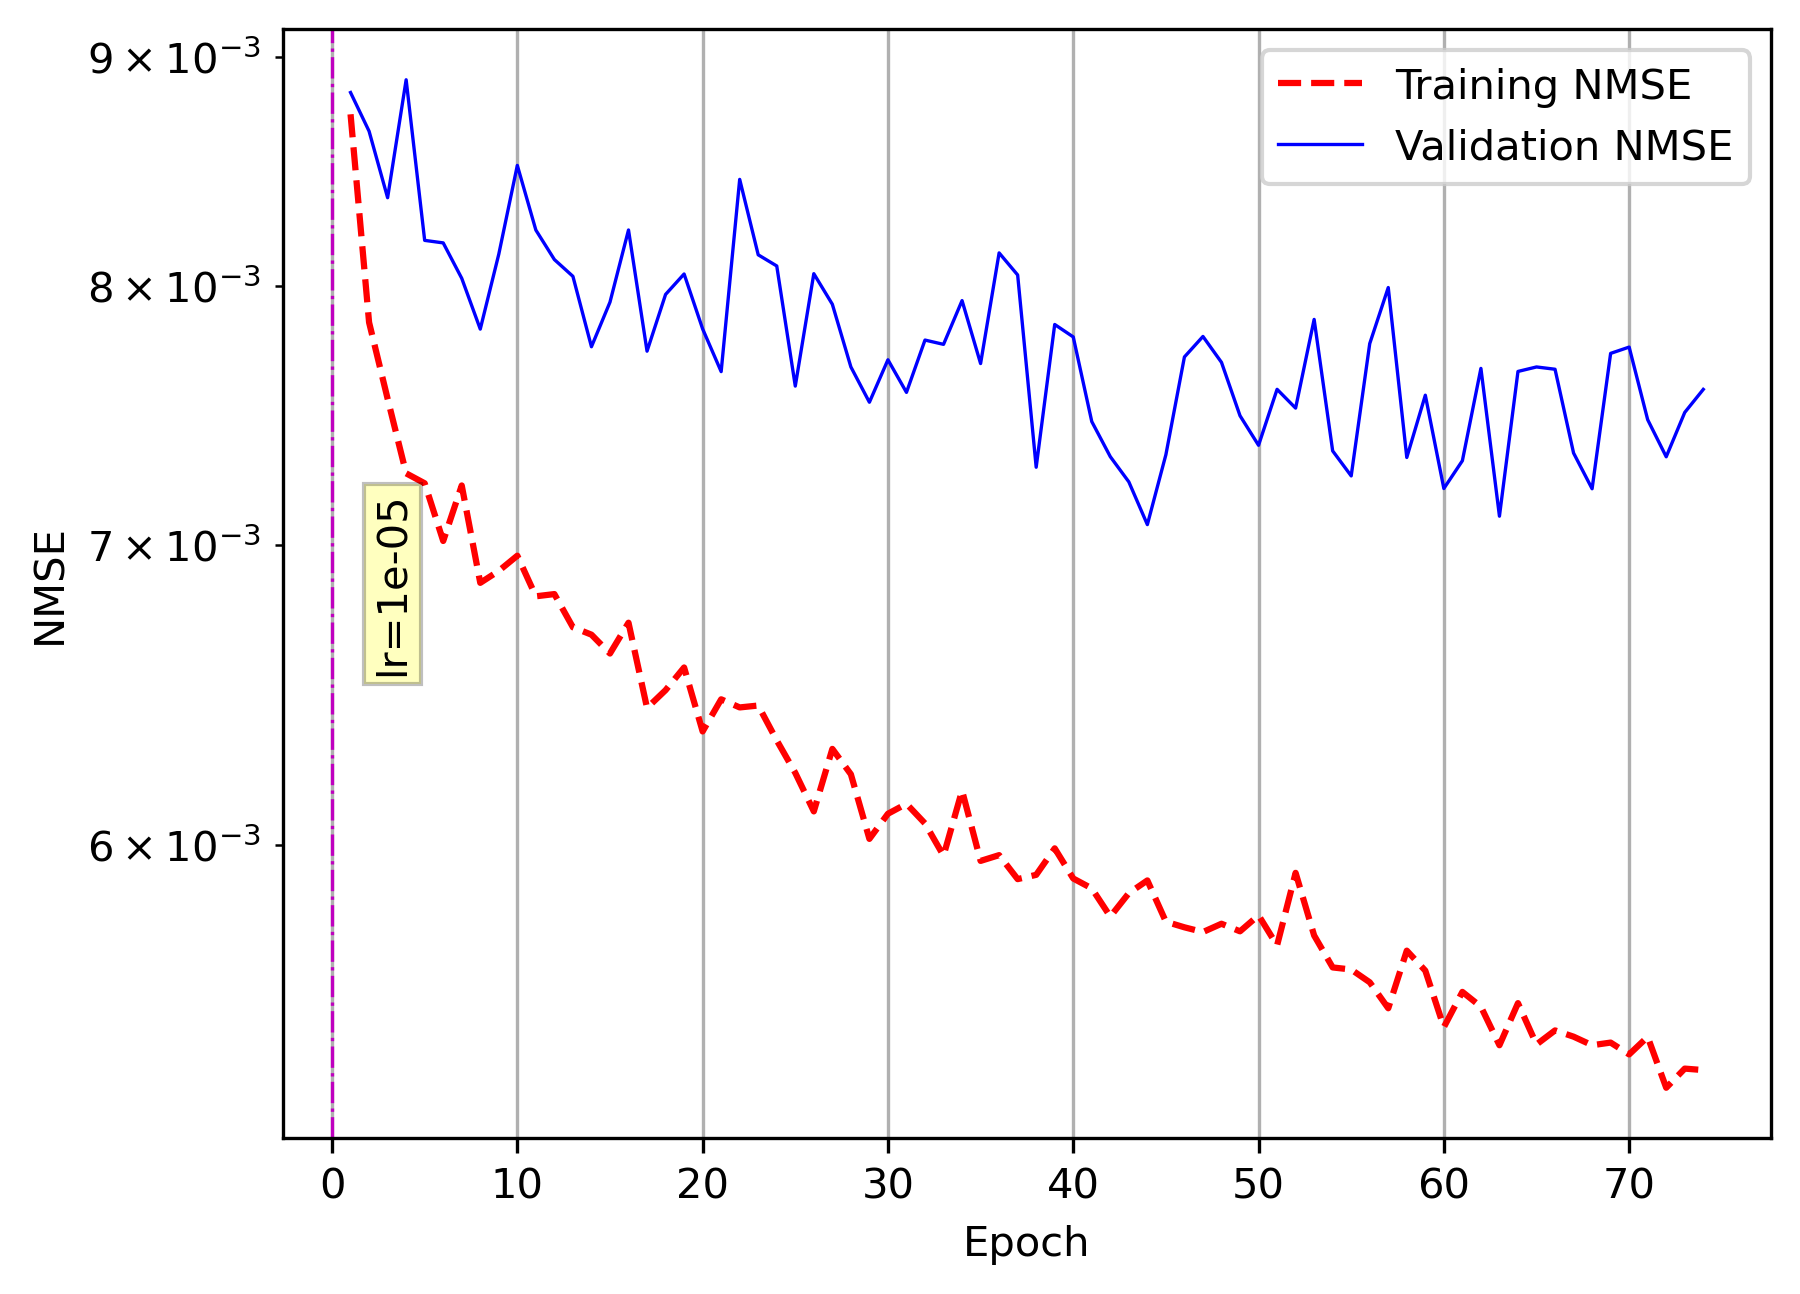 Training NMSE
Validation NMSE
9 × 10⁻³
8 × 10⁻³
7 × 10⁻³
6 × 10⁻³
NMSE
lr=1e-05
0 10 20 30 40 50 60 70
Epoch